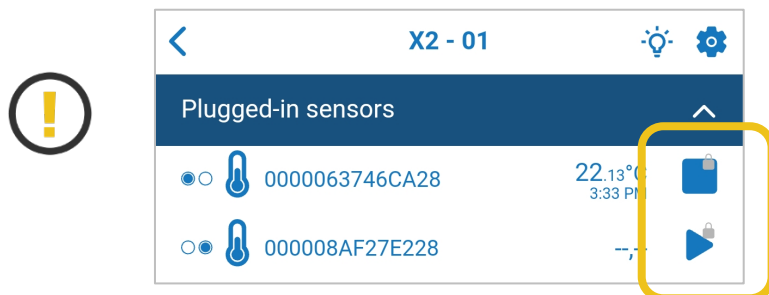 X2 - 01
Plugged-in sensors
0000063746CA28 22.13°C
3:33 PM
000008AF27E228 --,--